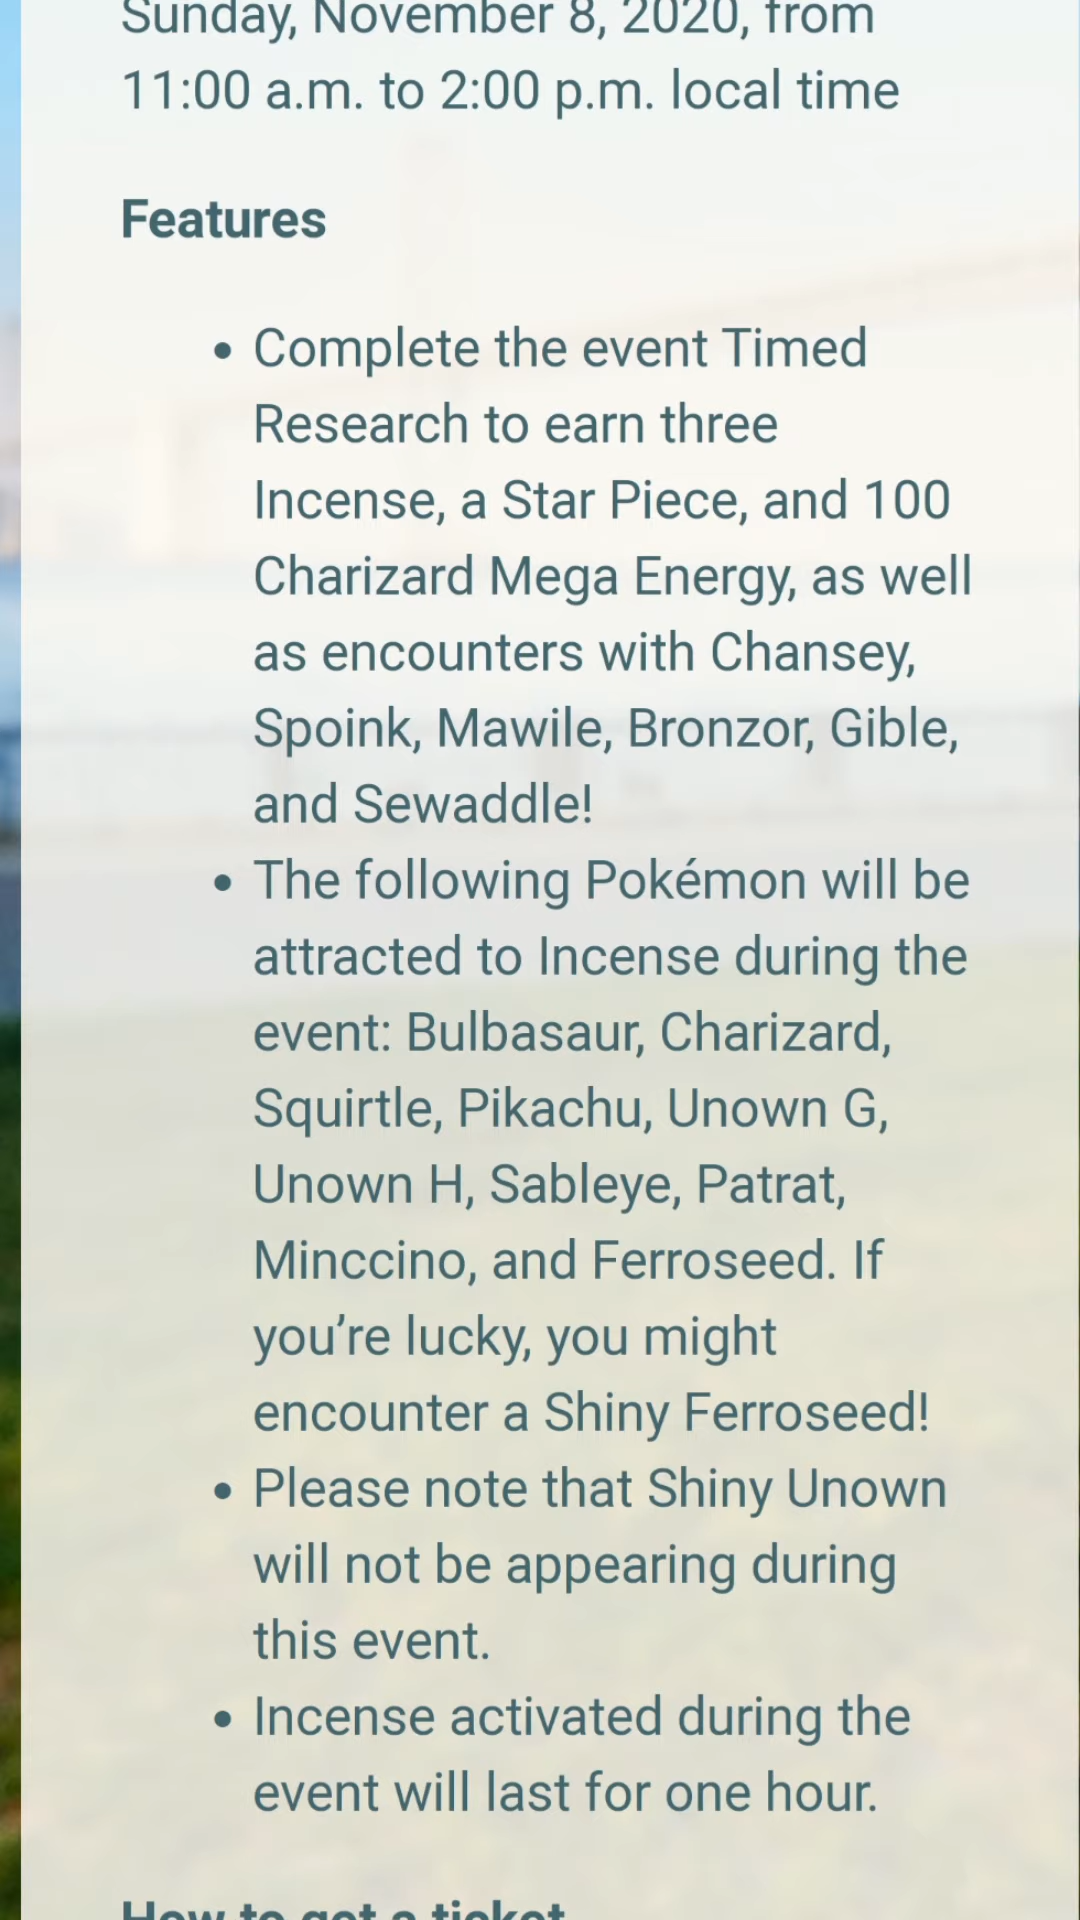 Sunday, November 8, 2020, from
11:00 a.m. to 2:00 p.m. local time
Features
• Complete the event Timed
Research to earn three
Incense, a Star Piece, and 100
Charizard Mega Energy, as well
as encounters with Chansey,
Spoink, Mawile, Bronzor, Gible,
and Sewaddle!
• The following Pokémon will be
attracted to Incense during the
event: Bulbasaur, Charizard,
Squirtle, Pikachu, Unown G,
Unown H, Sableye, Patrat,
Minccino, and Ferroseed. If
you’re lucky, you might
encounter a Shiny Ferroseed!
• Please note that Shiny Unown
will not be appearing during
this event.
• Incense activated during the
event will last for one hour.
How to get a ticket